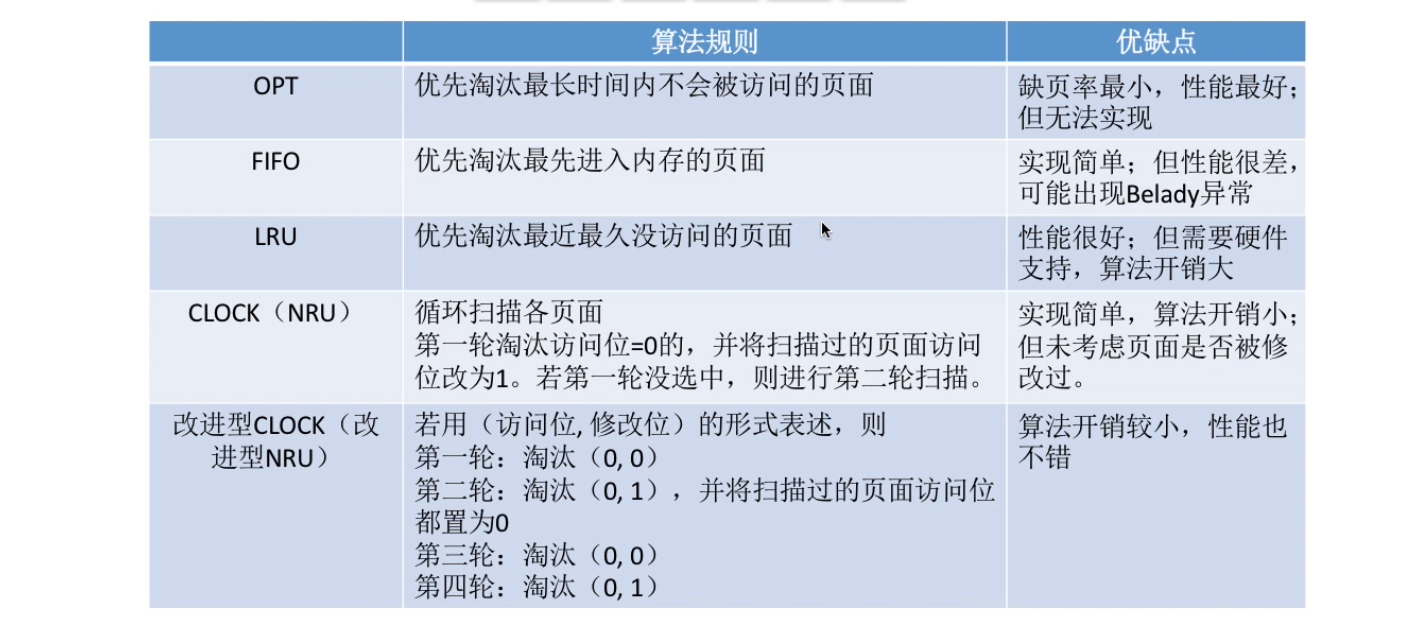 算法规则 优缺点
OPT 优先淘汰最长时间内不会被访问的页面 缺页率最小，性能最好；
但无法实现
FIFO 优先淘汰最先进入内存的页面 实现简单；但性能很差，
可能出现Belady异常
LRU 优先淘汰最近最久没访问的页面 性能很好；但需要硬件
支持，算法开销大
CLOCK（NRU） 循环扫描各页面 实现简单，算法开销小；
第一轮淘汰访问位=0的，并将扫描过的页面访问 但未考虑页面是否被修
位改为1。若第一轮没选中，则进行第二轮扫描。 改过。
改进型CLOCK（改 若用（访问位, 修改位）的形式表述，则 算法开销较小，性能也
进型NRU） 第一轮：淘汰（0, 0） 不错
第二轮：淘汰（0, 1），并将扫描过的页面访问位
都置为0
第三轮：淘汰（0, 0）
第四轮：淘汰（0, 1）